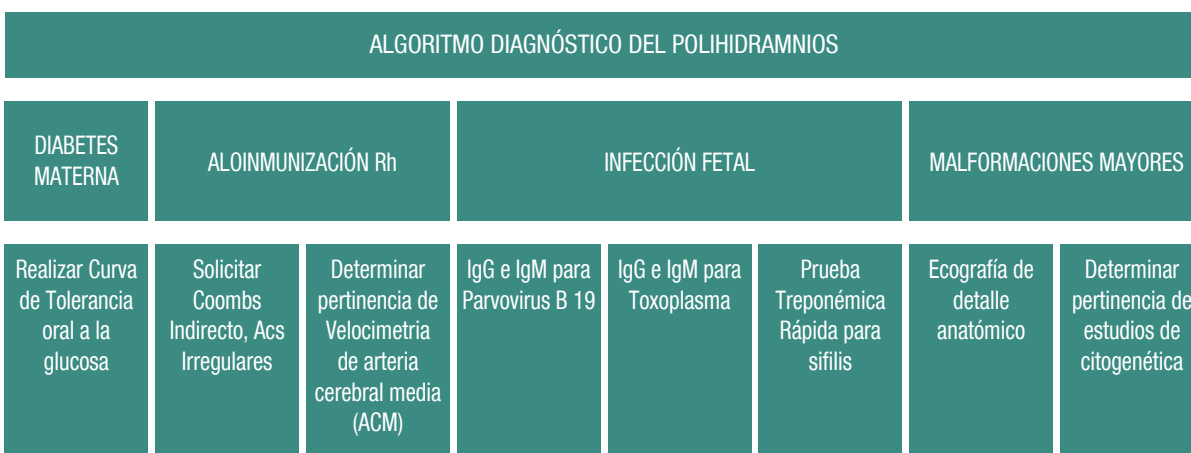 ALGORITMO DIAGNÓSTICO DEL POLIHIDRAMNIOS
DIABETES
MATERNA
ALOINMUNIZACIÓN Rh
INFECCIÓN FETAL
MALFORMACIONES MAYORES
Realizar Curva
de Tolerancia
oral a la
glucosa
Solicitar
Coombs
Indirecto, Acs
Irregulares
Determinar
pertinencia de
Velocimetria
de arteria
cerebral media
(ACM)
IgG e IgM para
Parvovirus B 19
IgG e IgM para
Toxoplasma
Prueba
Treponémica
Rápida para
sifilis
Ecografía de
detalle
anatómico
Determinar
pertinencia de
estudios de
citogenética